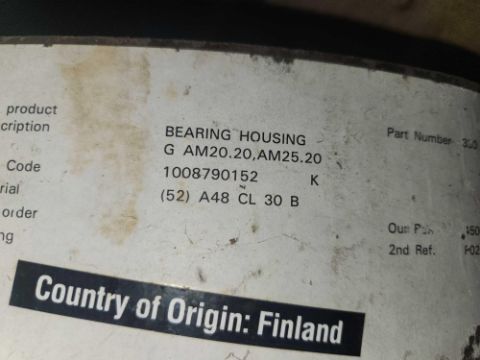 product
cription
BEARING HOUSING
Part Number
G AM20.20,AM25.20
Code
1008790152 K
rial
(52) A48 CL 30 B
order
Our
ng
2nd Ref.
Country of Origin: Finland